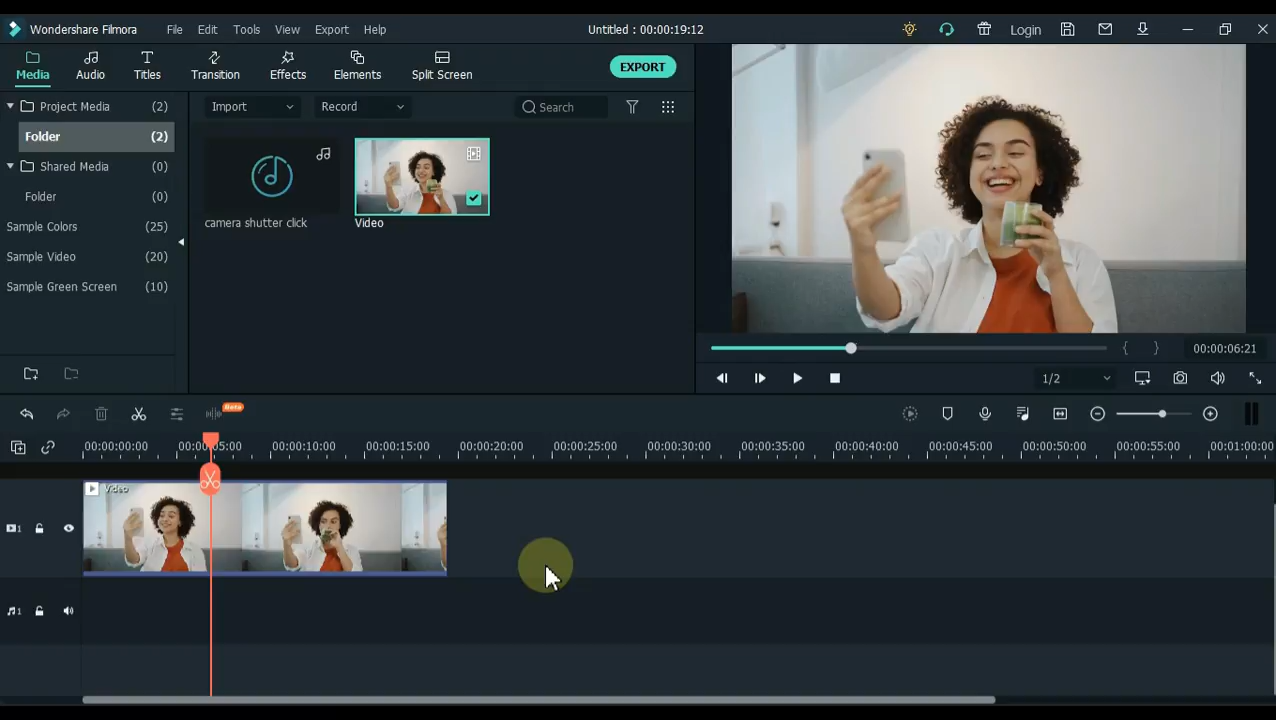 Wondershare Filmora File Edit Tools View Export Help Untitled : 00:00:19:12 Login
Media Audio Titles Transition Effects Elements Split Screen EXPORT
Project Media (2) Import Record Search
Folder (2)
Shared Media (0)
Folder (0)
camera shutter click Video
Sample Colors (25)
Sample Video (20)
Sample Green Screen (10)
00:00:06:21
1/2
Beta
00:00:00:00 00:00:05:00 00:00:10:00 00:00:15:00 00:00:20:00 00:00:25:00 00:00:30:00 00:00:35:00 00:00:40:00 00:00:45:00 00:00:50:00 00:00:55:00 00:01:00:00
Video
1
1